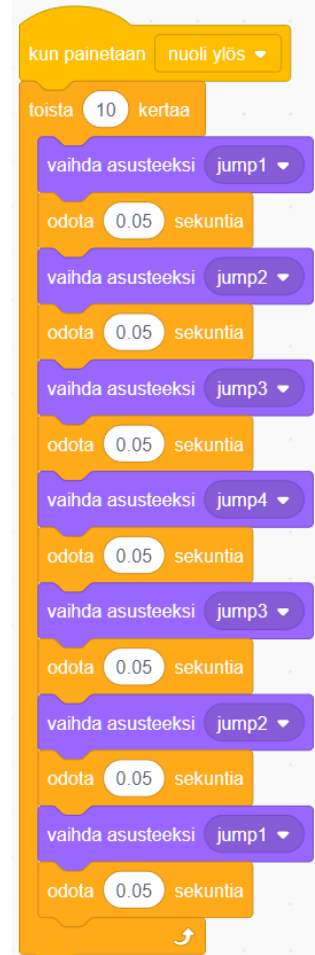 kun painetaan nuoli ylös
toista 10 kertaa
vaihda asusteeksi jump1
odota 0.05 sekuntia
vaihda asusteeksi jump2
odota 0.05 sekuntia
vaihda asusteeksi jump3
odota 0.05 sekuntia
vaihda asusteeksi jump4
odota 0.05 sekuntia
vaihda asusteeksi jump3
odota 0.05 sekuntia
vaihda asusteeksi jump2
odota 0.05 sekuntia
vaihda asusteeksi jump1
odota 0.05 sekuntia